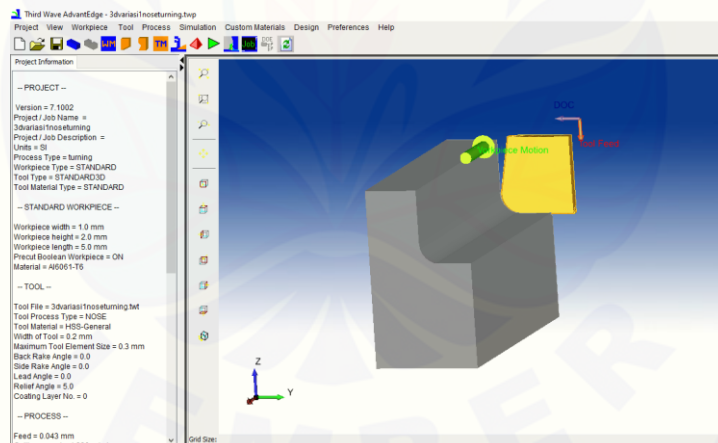 Third Wave AdvantEdge - 3dvariasi1noseturning.twp
Project View Workpiece Tool Process Simulation Custom Materials Design Preferences Help
WM TM Job
Project Information
-- PROJECT --
Version = 7.1002
Project / Job Name =
3dvariasi1noseturning
Project / Job Description =
Units = SI
Process Type = turning
Workpiece Type = STANDARD
Tool Type = STANDARD3D
Tool Material Type = STANDARD
-- STANDARD WORKPIECE --
Workpiece width = 1.0 mm
Workpiece height = 2.0 mm
Workpiece length = 5.0 mm
Precut Boolean Workpiece = ON
Material = Al6061-T6
-- TOOL --
Tool File = 3dvariasi1noseturning.twt
Tool Process Type = NOSE
Tool Material = HSS-General
Width of Tool = 0.2 mm
Maximum Tool Element Size = 0.3 mm
Back Rake Angle = 0.0
Side Rake Angle = 0.0
Lead Angle = 0.0
Relief Angle = 5.0
Coating Layer No. = 0
-- PROCESS --
Feed = 0.043 mm
DOC
Tool Feed
Workpiece Motion
Z
Y
Grid Size: